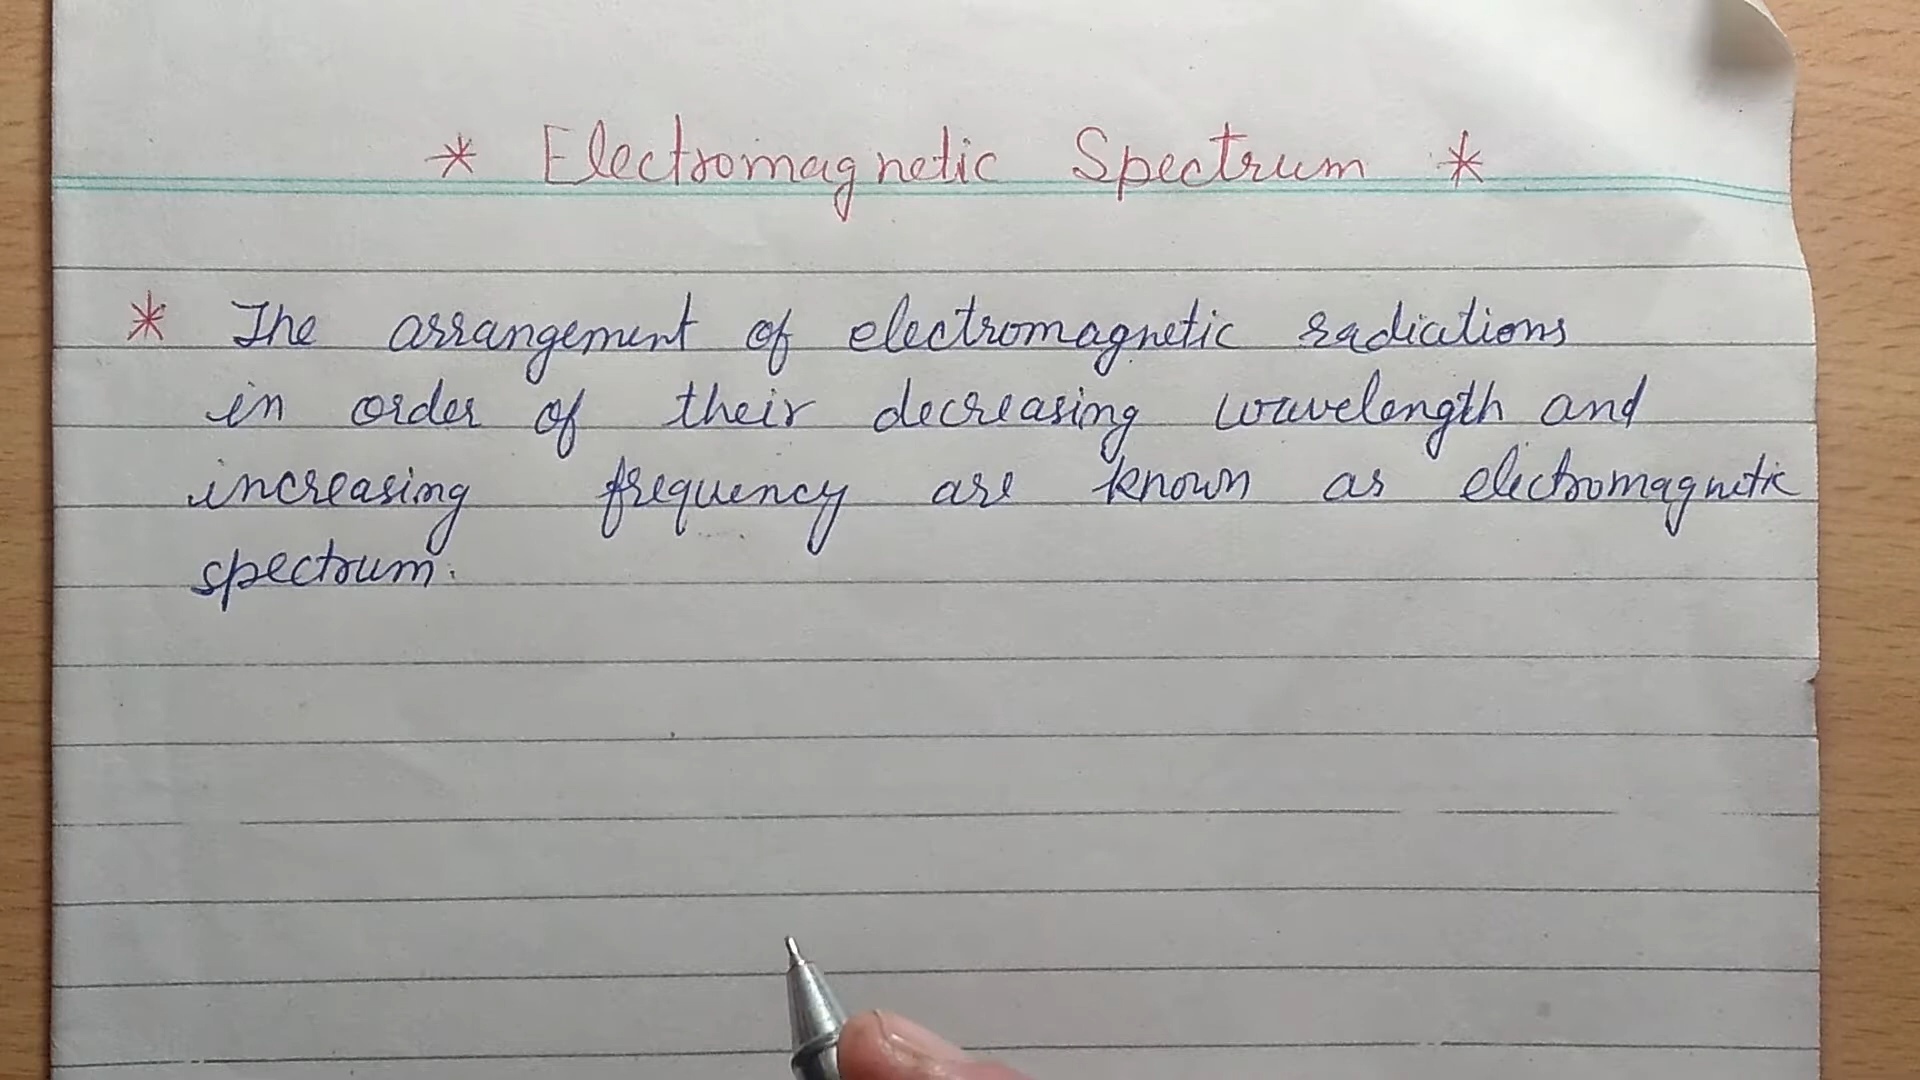 * Electromagnetic Spectrum *
* The arrangement of electromagnetic radiations
in order of their decreasing wavelength and
increasing frequency are known as electromagnetic
spectrum.